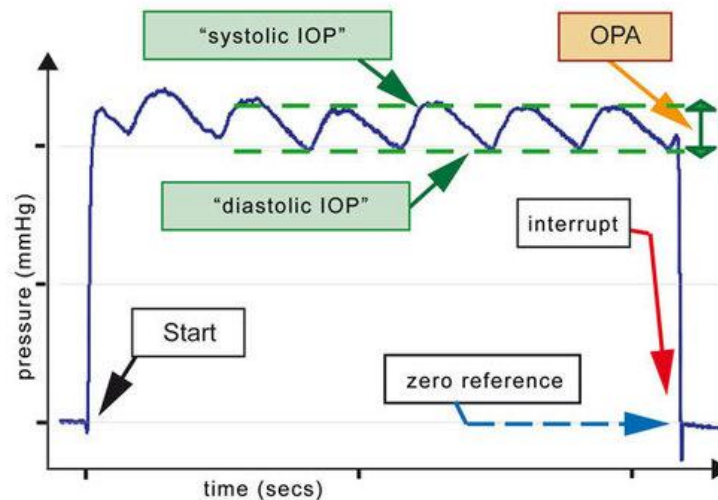 “systolic IOP”
OPA
“diastolic IOP”
interrupt
Start
zero reference
pressure (mmHg)
time (secs)